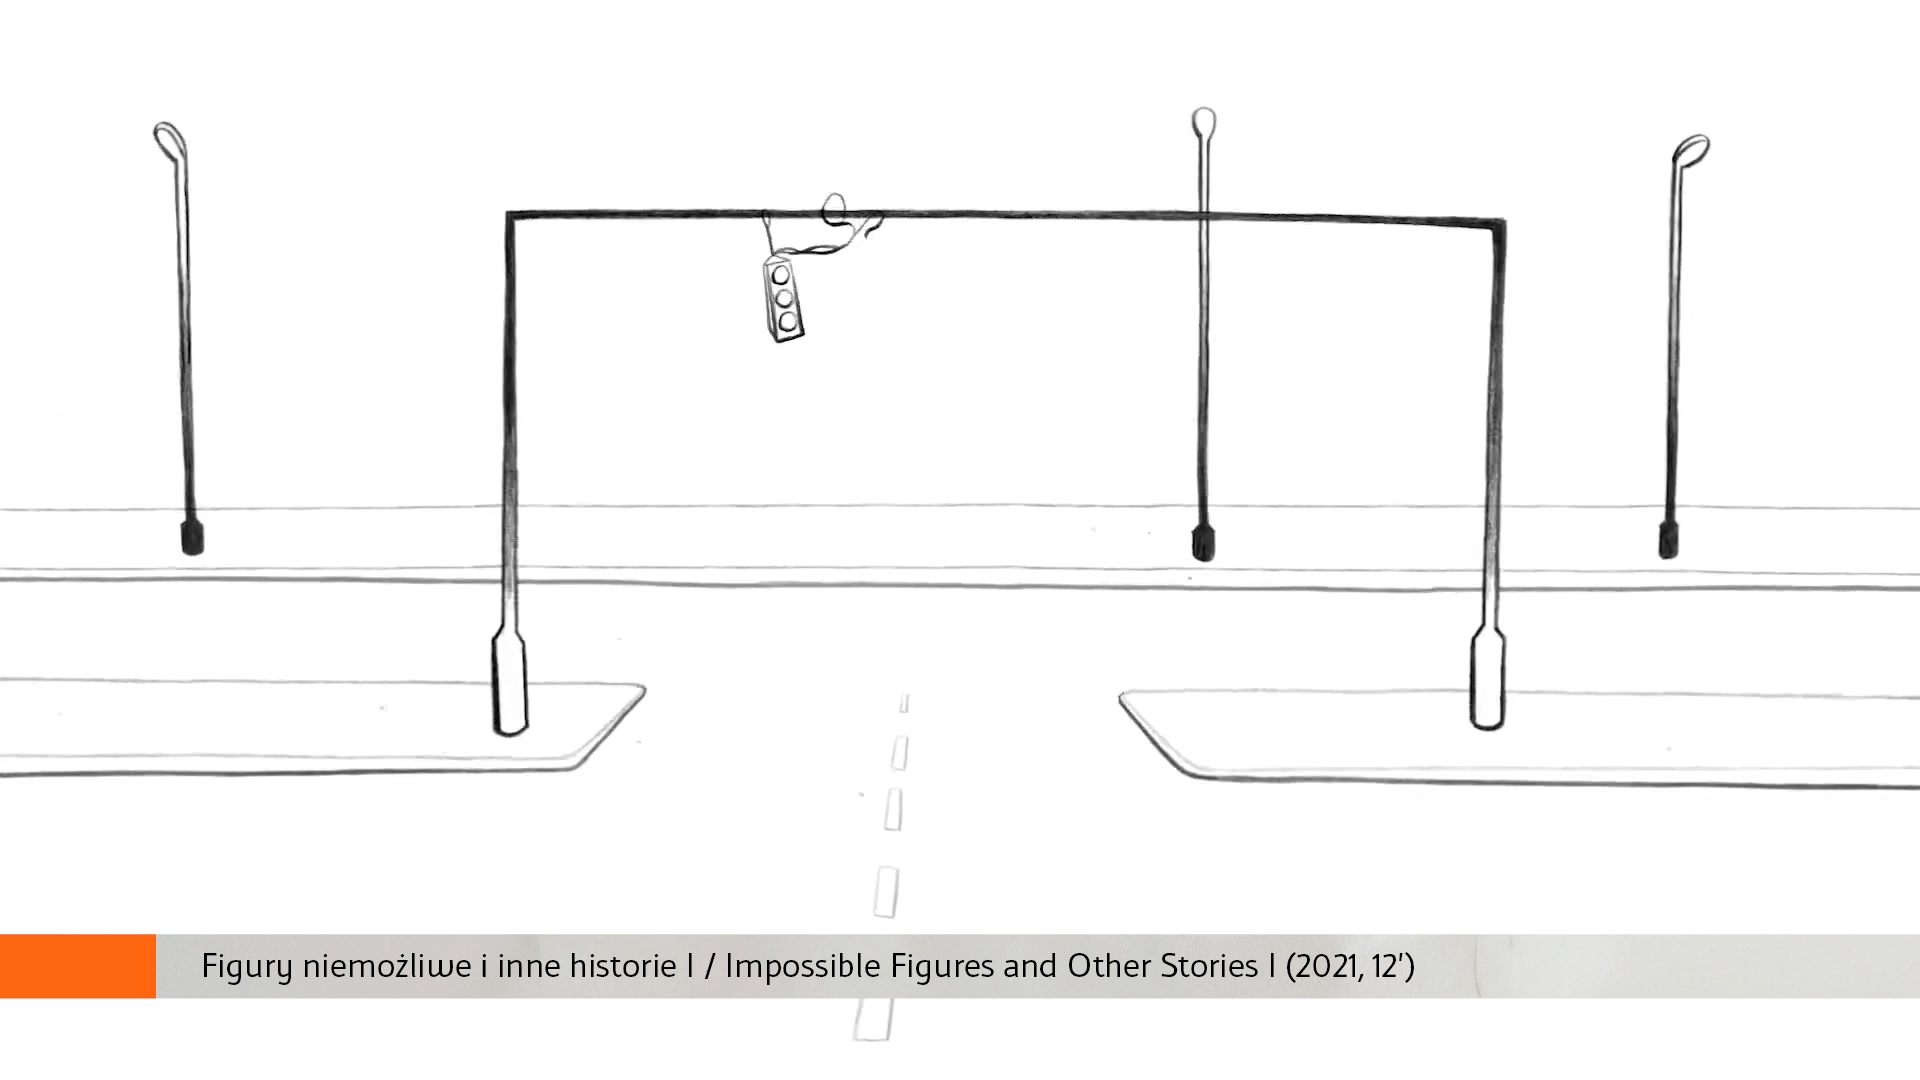 Figury niemożliwe i inne historie I / Impossible Figures and Other Stories I (2021, 12')